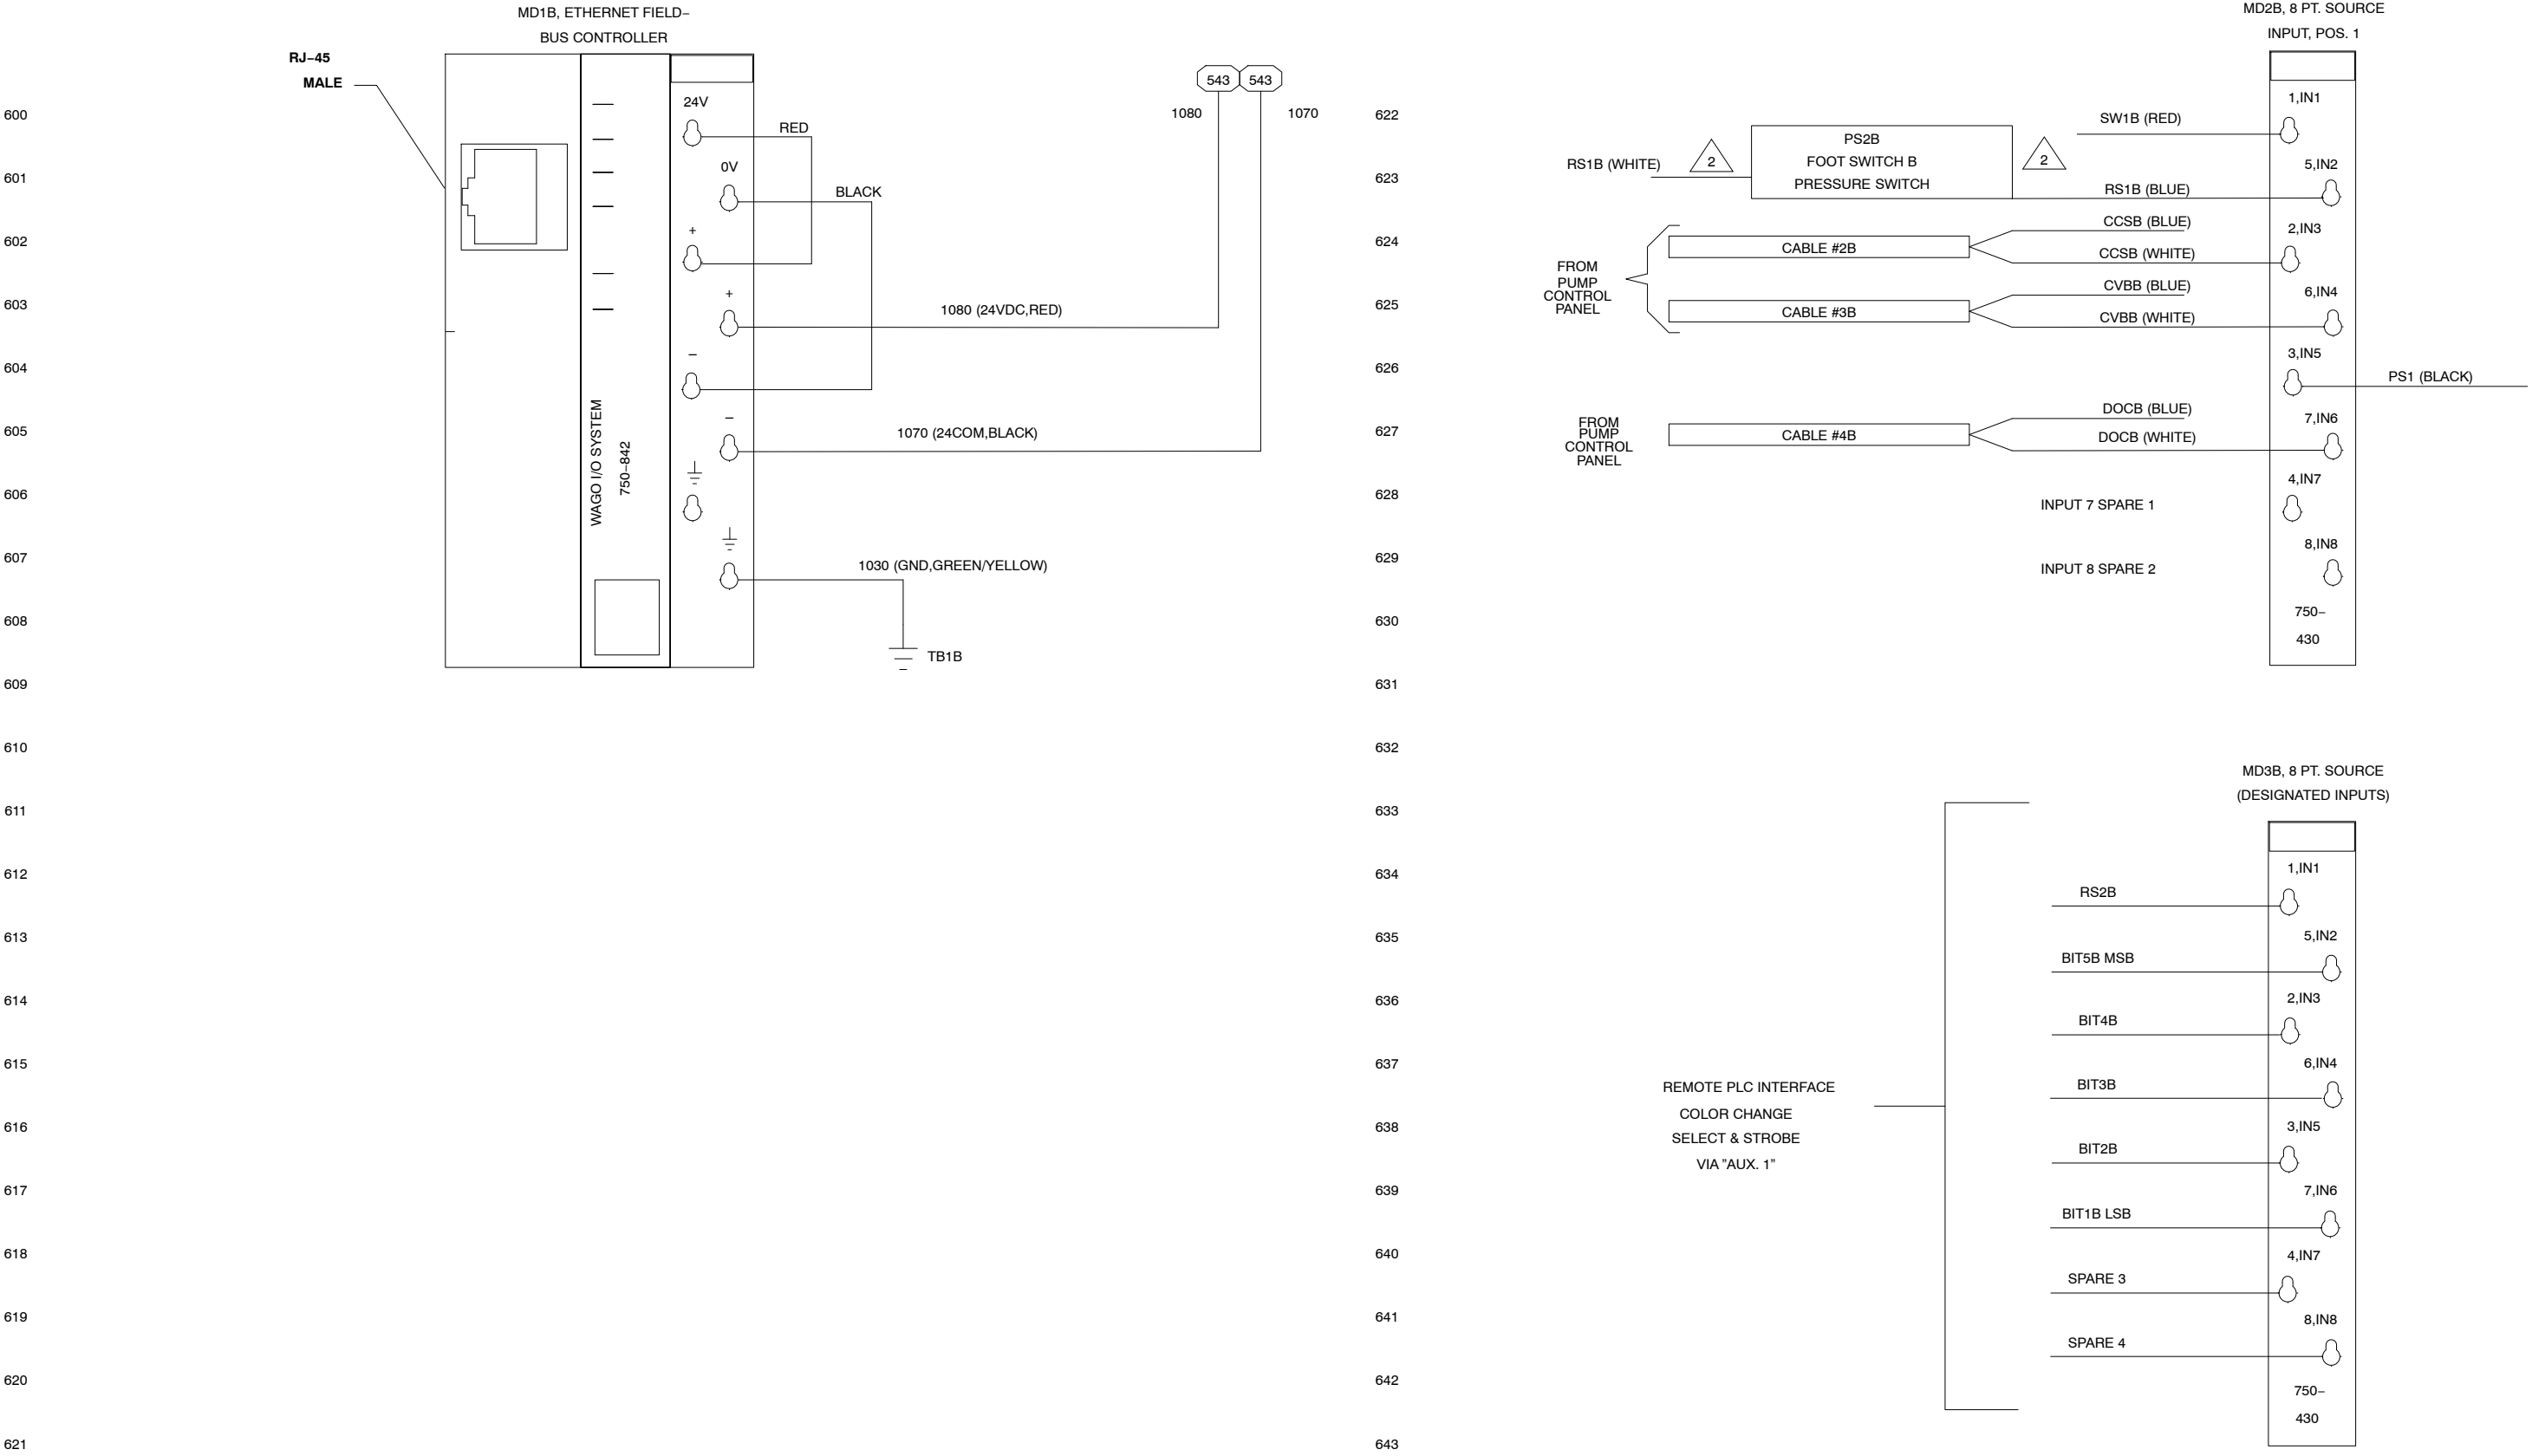 MD1B, ETHERNET FIELD–
BUS CONTROLLER
RJ–45
MALE
24V
RED
0V
BLACK
+
+
1080 (24VDC,RED)
–
–
1070 (24COM,BLACK)
1030 (GND,GREEN/YELLOW)
TB1B
WAGO I/O SYSTEM
750–842
543
543
1080
1070
600
601
602
603
604
605
606
607
608
609
610
611
612
613
614
615
616
617
618
619
620
621
622
623
624
625
626
627
628
629
630
631
632
633
634
635
636
637
638
639
640
641
642
643
MD2B, 8 PT. SOURCE
INPUT, POS. 1
1,IN1
SW1B (RED)
RS1B (WHITE)
2
PS2B
FOOT SWITCH B
PRESSURE SWITCH
2
5,IN2
RS1B (BLUE)
CCSB (BLUE)
2,IN3
CABLE #2B
CCSB (WHITE)
FROM
PUMP
CONTROL
PANEL
CVBB (BLUE)
6,IN4
CABLE #3B
CVBB (WHITE)
3,IN5
PS1 (BLACK)
FROM
PUMP
CONTROL
PANEL
DOCB (BLUE)
7,IN6
CABLE #4B
DOCB (WHITE)
4,IN7
INPUT 7 SPARE 1
8,IN8
INPUT 8 SPARE 2
750–
430
MD3B, 8 PT. SOURCE
(DESIGNATED INPUTS)
1,IN1
RS2B
5,IN2
BIT5B MSB
2,IN3
BIT4B
6,IN4
BIT3B
REMOTE PLC INTERFACE
COLOR CHANGE
SELECT & STROBE
VIA "AUX. 1"
3,IN5
BIT2B
7,IN6
BIT1B LSB
4,IN7
SPARE 3
8,IN8
SPARE 4
750–
430